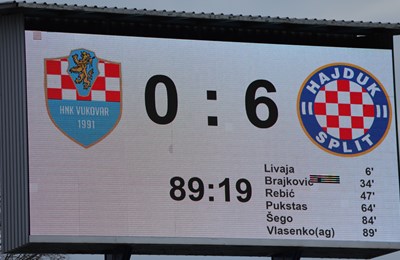 HNK VUKOVAR
1991
0 : 6
HAJDUK
SPLIT
89:19
Livaja 6'
Brajković 34'
Rebić 47'
Pukstas 64'
Šego 84'
Vlasenko(ag) 89'